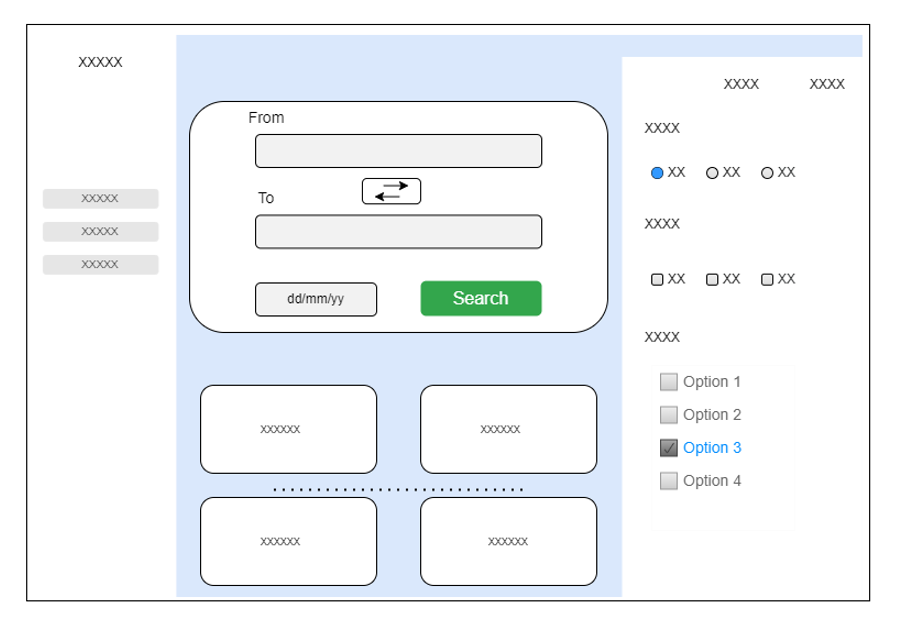 XXXXX
XXXXX
XXXXX
XXXXX
From
To
dd/mm/yy
Search
XXXXXX
XXXXXX
XXXXXX
XXXXXX
XXXX XXXX
XXXX
XX XX XX
XXXX
XX XX XX
XXXX
Option 1
Option 2
Option 3
Option 4